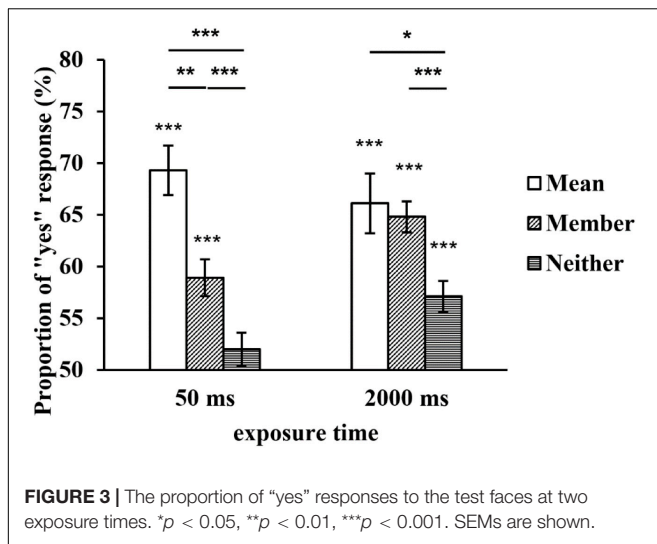 ***
*
**
***
***
80
75
70
65
60
55
50
Proportion of "yes" response (%)
***
***
***
***
***
Mean
Member
Neither
50 ms
2000 ms
exposure time
FIGURE 3 | The proportion of “yes” responses to the test faces at two
exposure times. *p < 0.05, **p < 0.01, ***p < 0.001. SEMs are shown.